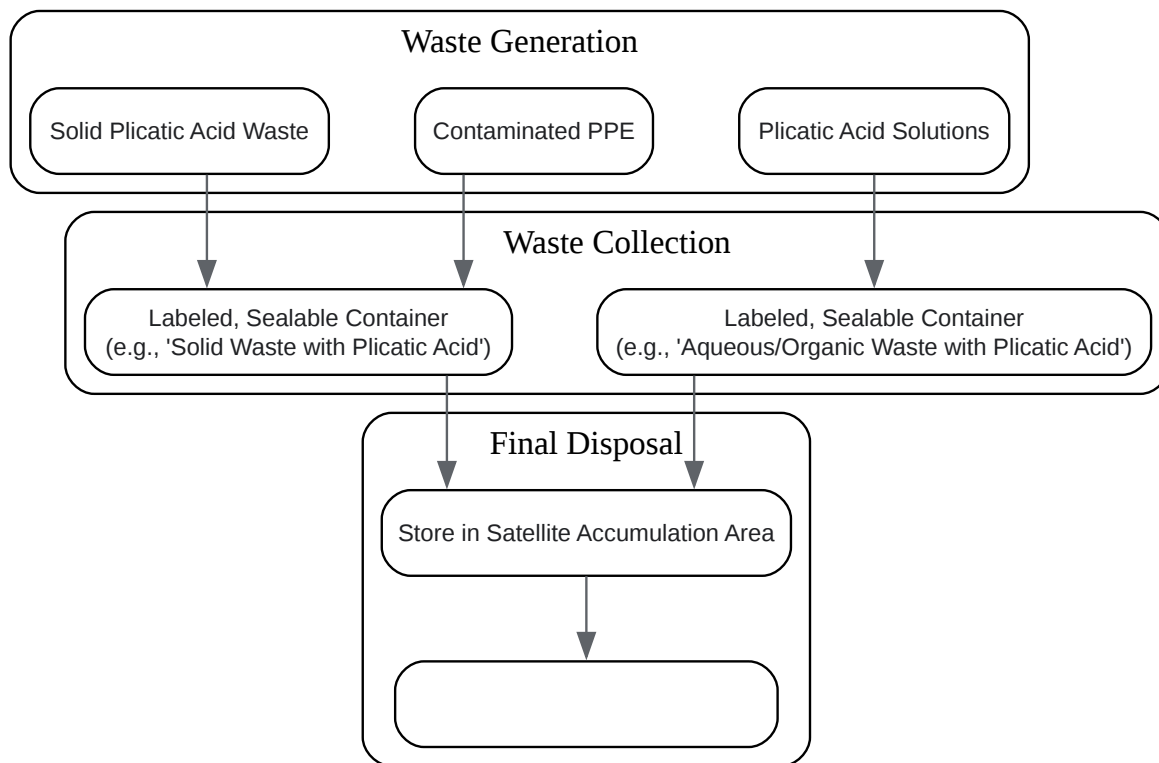 Waste Generation
Solid Plicatic Acid Waste
Contaminated PPE
Plicatic Acid Solutions
Waste Collection
Labeled, Sealable Container
(e.g., 'Solid Waste with Plicatic Acid')
Labeled, Sealable Container
(e.g., 'Aqueous/Organic Waste with Plicatic Acid')
Final Disposal
Store in Satellite Accumulation Area